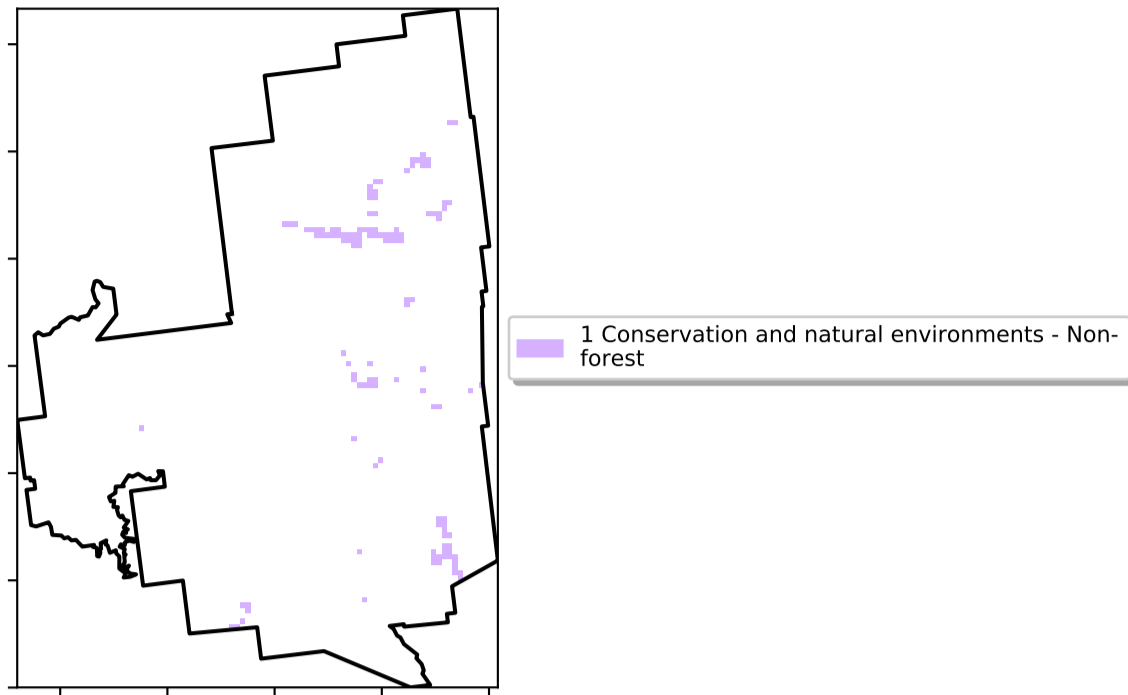 1 Conservation and natural environments - Non-
forest